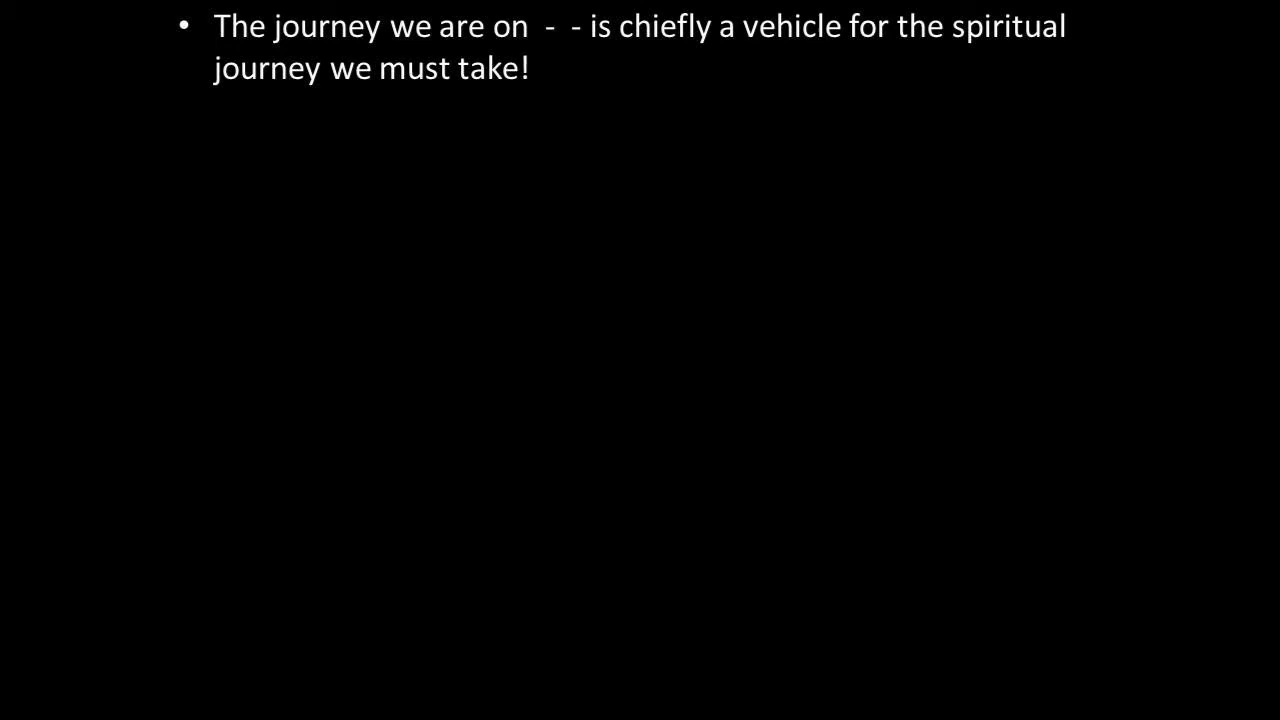 • The journey we are on  -  - is chiefly a vehicle for the spiritual
journey we must take!